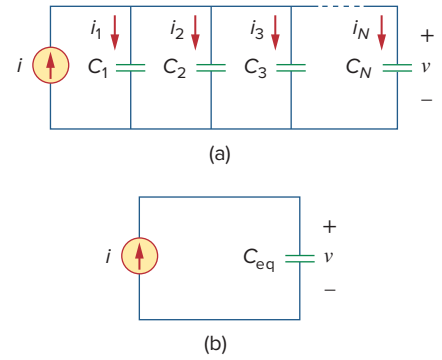 i₁ i₂ i₃ i_N +
i C₁ C₂ C₃ C_N v
−
(a)
+
i C_eq v
−
(b)